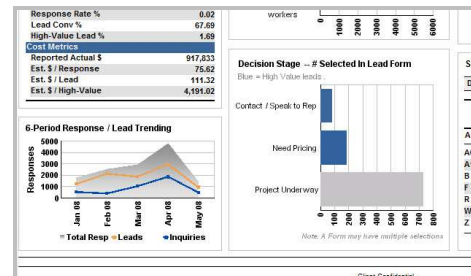 Response Rate % 0.02
Lead Conv % 67.69
High-Value Lead % 1.69
Cost Metrics
Reported Actual $ 917,833
Est. $ / Response 75.62
Est. $ / Lead 111.32
Est. $ / High-Value 4,191.02
workers
0 1000 2000 3000 4000 5000 6000
Decision Stage -- # Selected In Lead Form
Blue = High Value leads
Contact / Speak to Rep
Need Pricing
Project Underway
0 100 200 300 400 500 600 700 800
Note: A Form may have multiple selections
6-Period Response / Lead Trending
Responses
5000
4000
3000
2000
1000
0
Jan 08 Feb 08 Mar 08 Apr 08 May 08
Total Resp Leads Inquiries
S
D
A
A
A
B
F
R
W
Z